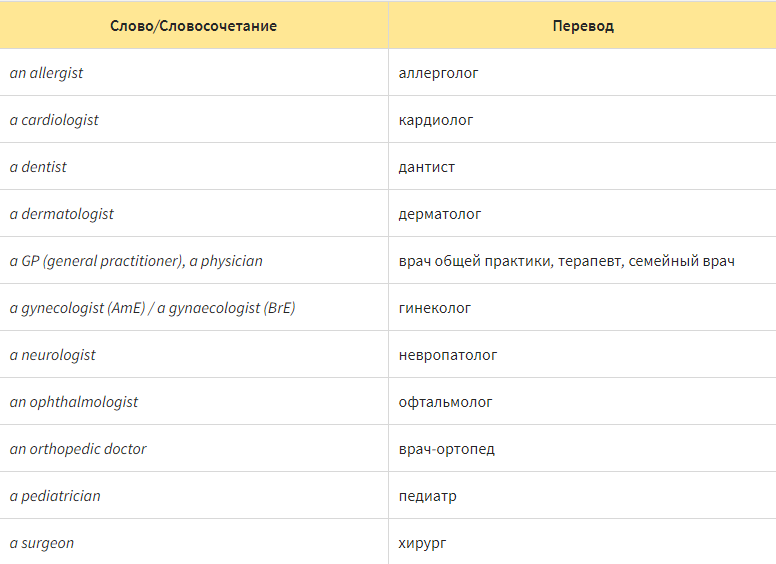 Слово/Словосочетание Перевод
an allergist аллерголог
a cardiologist кардиолог
a dentist дантист
a dermatologist дерматолог
a GP (general practitioner), a physician врач общей практики, терапевт, семейный врач
a gynecologist (AmE) / a gynaecologist (BrE) гинеколог
a neurologist невропатолог
an ophthalmologist офтальмолог
an orthopedic doctor врач-ортопед
a pediatrician педиатр
a surgeon хирург